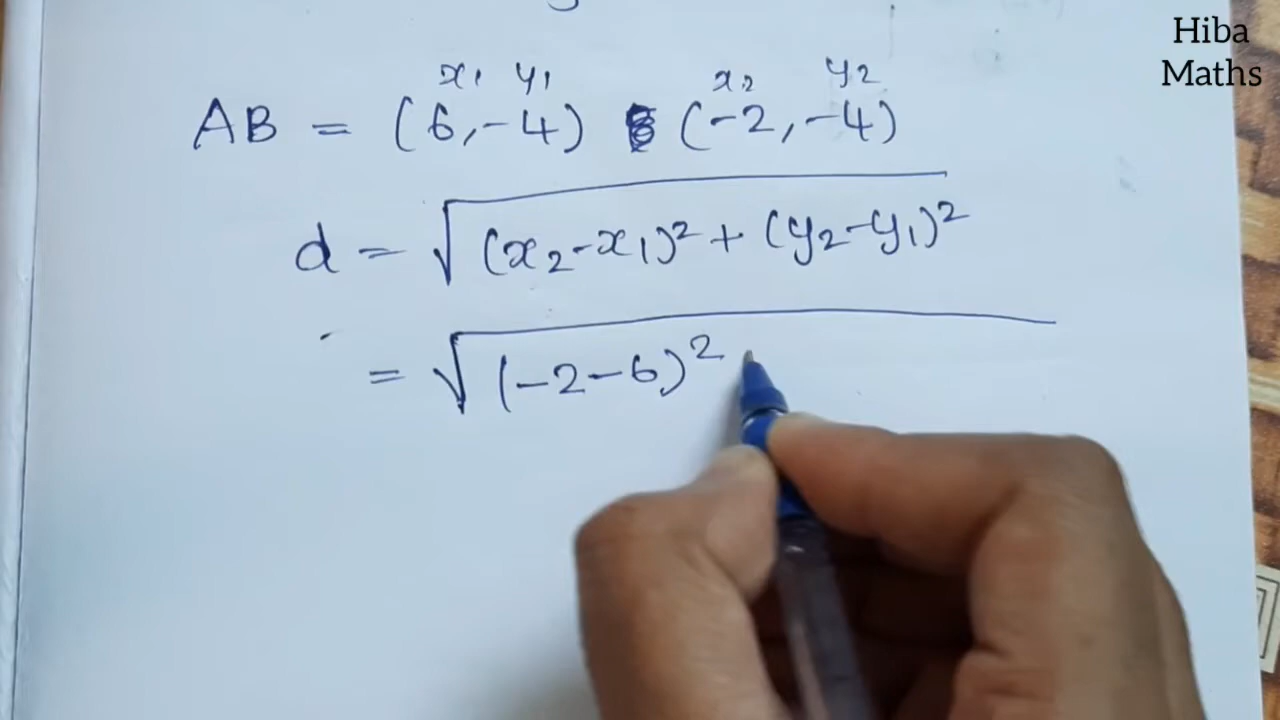 Hiba
Maths
x₁ y₁ x₂ y₂
AB = (6,-4) (-2,-4)
d = √(x₂-x₁)² + (y₂-y₁)²
= √(-2-6)²